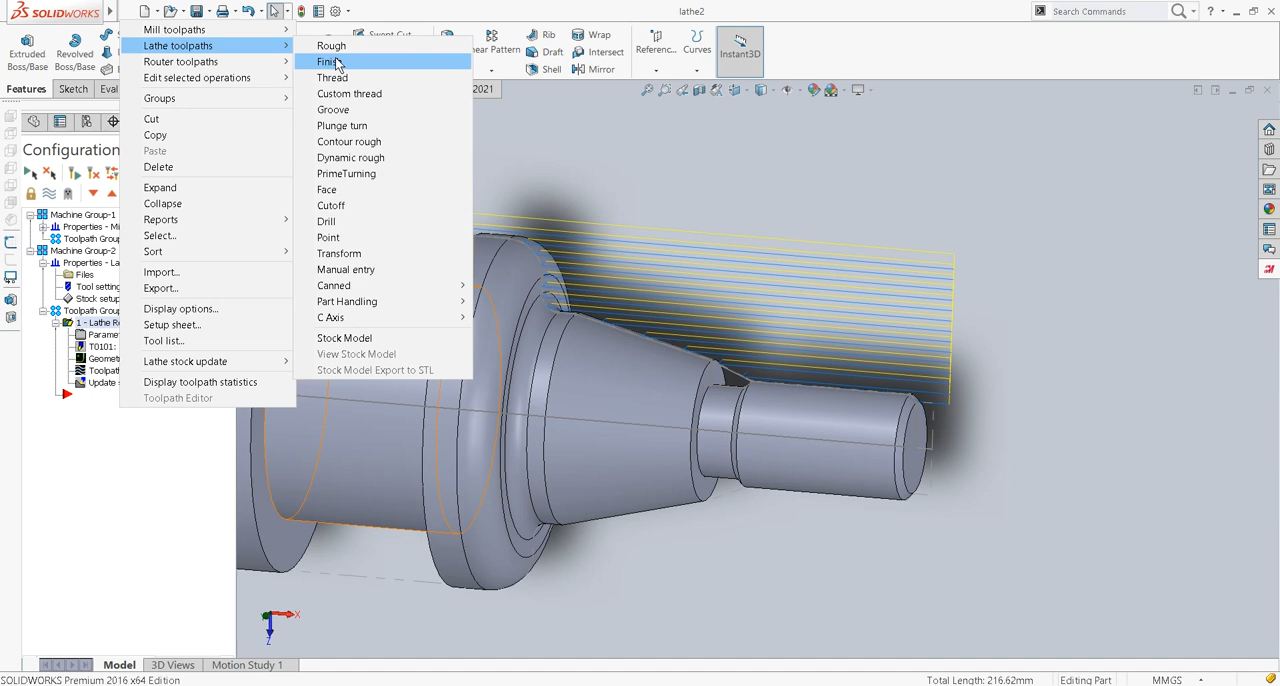 SOLIDWORKS
lathe2
Search Commands
Extruded
Boss/Base
Revolved
Boss/Base
Swept Cut
near Pattern
Rib
Draft
Shell
Wrap
Intersect
Mirror
Referenc...
Curves
Instant3D
Features
Sketch
2021
Configuration
Machine Group-1
Toolpath Group
Machine Group-2
Files
Tool setting
Stock setup
T0101:
Mill toolpaths
Lathe toolpaths
Router toolpaths
Edit selected operations
Groups
Cut
Copy
Paste
Delete
Expand
Collapse
Reports
Select...
Sort
Import...
Export...
Display options...
Setup sheet...
Tool list...
Lathe stock update
Display toolpath statistics
Toolpath Editor
Rough
Finish
Thread
Custom thread
Groove
Plunge turn
Contour rough
Dynamic rough
PrimeTurning
Face
Cutoff
Drill
Point
Transform
Manual entry
Canned
Part Handling
C Axis
Stock Model
View Stock Model
Stock Model Export to STL
X
Z
Model
3D Views
Motion Study 1
SOLIDWORKS Premium 2016 x64 Edition
Total Length: 216.62mm
Editing Part
MMGS